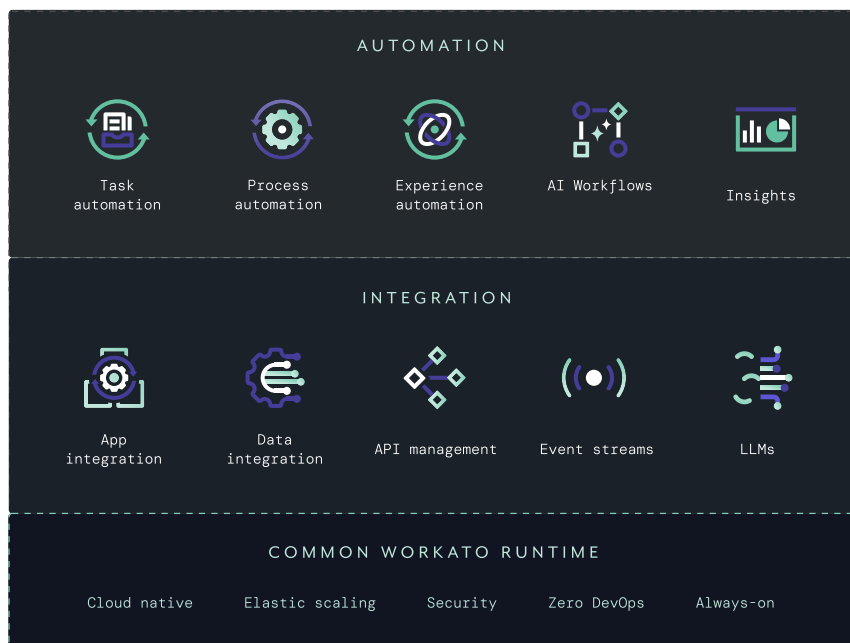 AUTOMATION
Task
automation
Process
automation
Experience
automation
AI Workflows
Insights
INTEGRATION
App
integration
Data
integration
API management
Event streams
LLMs
COMMON WORKATO RUNTIME
Cloud native
Elastic scaling
Security
Zero DevOps
Always-on